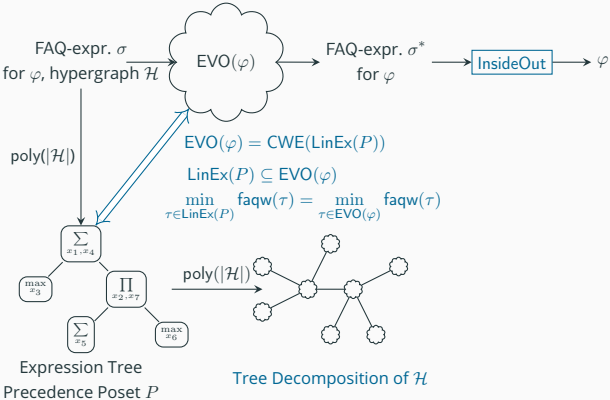 FAQ-expr. σ
for φ, hypergraph ℋ
EVO(φ)
FAQ-expr. σ*
for φ
InsideOut
φ
poly(|ℋ|)
EVO(φ) = CWE(LinEx(P))
LinEx(P) ⊆ EVO(φ)
min faqw(τ) = min faqw(τ)
τ∈LinEx(P) τ∈EVO(φ)
∑
x₁,x₄
max
x₃
∏
x₂,x₇
∑
x₅
max
x₆
poly(|ℋ|)
Expression Tree
Precedence Poset P
Tree Decomposition of ℋ